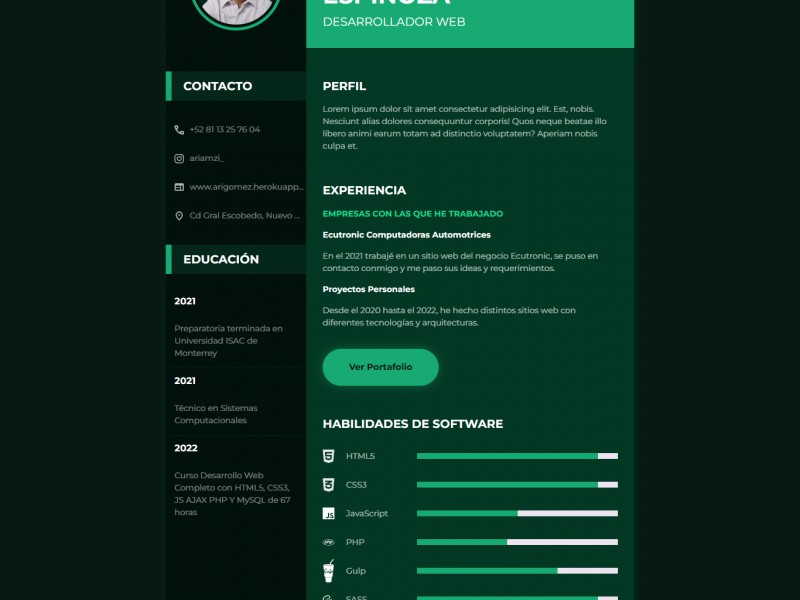 ESPINOZA
DESARROLLADOR WEB
CONTACTO
+52 81 13 25 76 04
ariamzi_
www.arigomez.herokuapp...
Cd Gral Escobedo, Nuevo ...
EDUCACIÓN
2021
Preparatoria terminada en
Universidad ISAC de
Monterrey
2021
Técnico en Sistemas
Computacionales
2022
Curso Desarrollo Web
Completo con HTML5, CSS3,
JS AJAX PHP Y MySQL de 67
horas
PERFIL
Lorem ipsum dolor sit amet consectetur adipisicing elit. Est, nobis.
Nesciunt alias dolores consequuntur corporis! Quos neque beatae illo
libero animi earum totam ad distinctio voluptatem? Aperiam nobis
culpa et.
EXPERIENCIA
EMPRESAS CON LAS QUE HE TRABAJADO
Ecutronic Computadoras Automotrices
En el 2021 trabajé en un sitio web del negocio Ecutronic, se puso en
contacto conmigo y me paso sus ideas y requerimientos.
Proyectos Personales
Desde el 2020 hasta el 2022, he hecho distintos sitios web con
diferentes tecnologías y arquitecturas.
Ver Portafolio
HABILIDADES DE SOFTWARE
HTML5
CSS3
JS JavaScript
PHP
Gulp
SASS